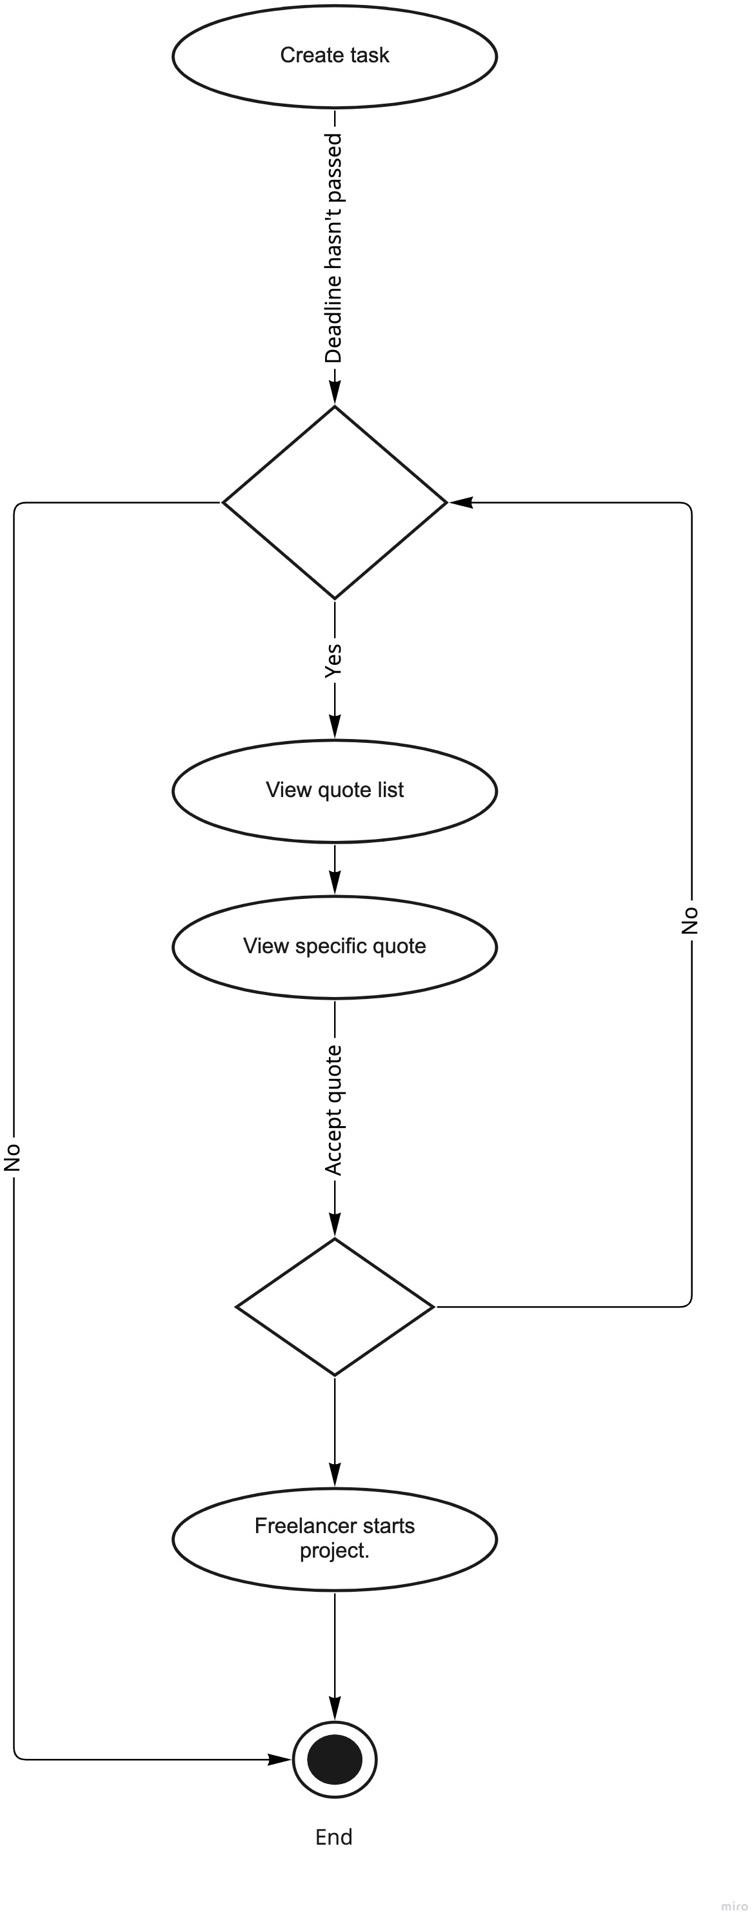 Create task
Deadline hasn't passed
Yes
View quote list
View specific quote
No
Accept quote
No
Freelancer starts
project.
End
miro